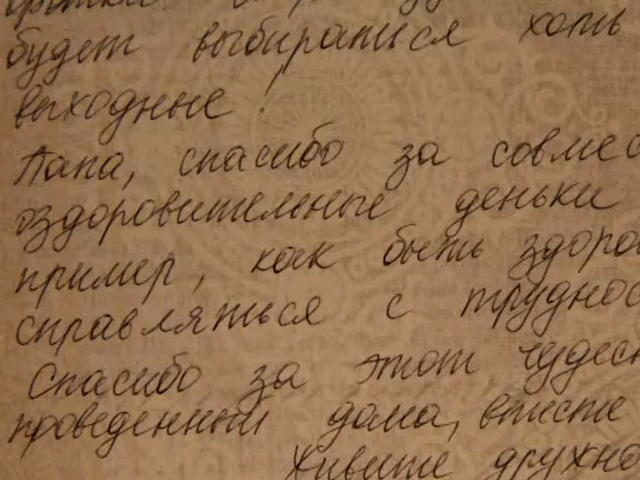 будет выбираться хоть
выходные!
Папа, спасибо за совмес
оздоровительные деньки
пример, как быть здоро
справляться с труднос
Спасибо за этот чудесн
проведенный дома, вместе
Живите дружно